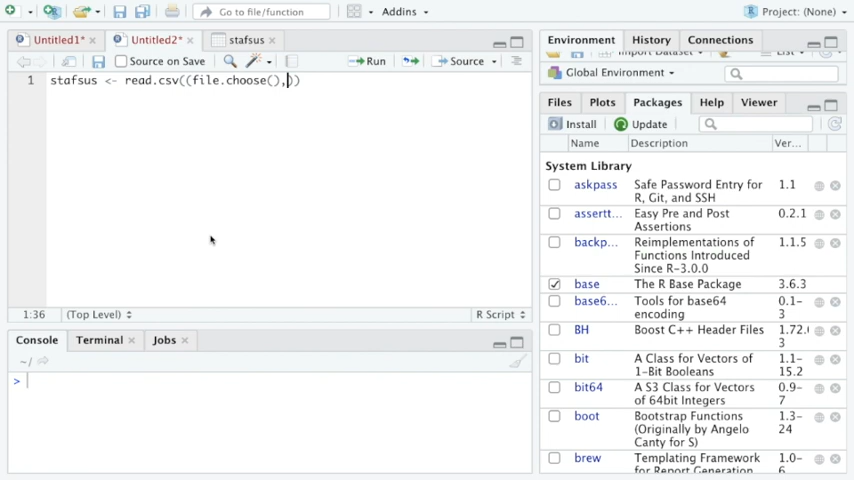 Go to file/function
Addins
Project: (None)
Untitled1*
Untitled2*
stafsus
Source on Save
Run
Source
1 stafsus <- read.csv((file.choose(),))
1:36 (Top Level) R Script
Console Terminal Jobs
~/
>
Environment History Connections
Import Dataset List
Global Environment
Files Plots Packages Help Viewer
Install Update
Name Description Ver...
System Library
askpass Safe Password Entry for 1.1
R, Git, and SSH
assertt... Easy Pre and Post 0.2.1
Assertions
backp... Reimplementations of 1.1.5
Functions Introduced
Since R-3.0.0
base The R Base Package 3.6.3
base6... Tools for base64 0.1-
encoding 3
BH Boost C++ Header Files 1.72.
3
bit A Class for Vectors of 1.1-
1-Bit Booleans 15.2
bit64 A S3 Class for Vectors 0.9-
of 64bit Integers 7
boot Bootstrap Functions 1.3-
(Originally by Angelo 24
Canty for S)
brew Templating Framework 1.0-
for Report Generation 6